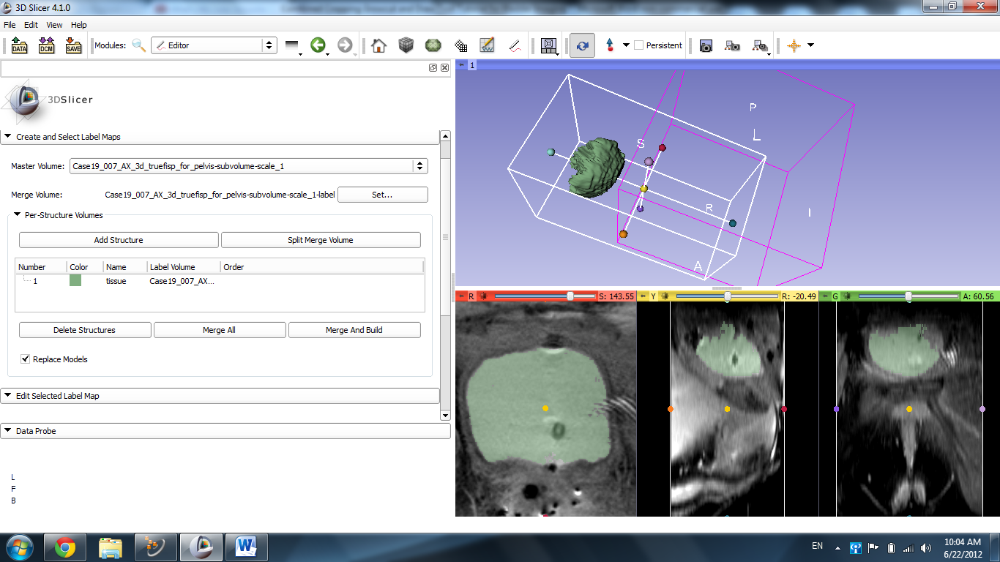 3D Slicer 4.1.0
File Edit View Help
DATA DCM SAVE Modules: Editor Persistent
1
3DSlicer
Create and Select Label Maps
Master Volume: Case19_007_AX_3d_truefisp_for_pelvis-subvolume-scale_1
Merge Volume: Case19_007_AX_3d_truefisp_for_pelvis-subvolume-scale_1-label Set...
Per-Structure Volumes
Add Structure Split Merge Volume
Number Color Name Label Volume Order
1 tissue Case19_007_AX...
Delete Structures Merge All Merge And Build
Replace Models
Edit Selected Label Map
Data Probe
L
F
B
P
L
S
R
I
A
R S: 143.55 Y R: -20.49 G A: 60.56
EN 10:04 AM
6/22/2012